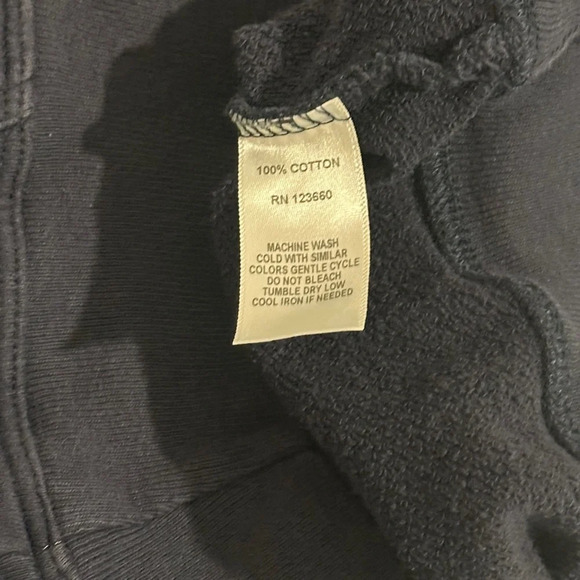 100% COTTON
RN 123660
MACHINE WASH
COLD WITH SIMILAR
COLORS GENTLE CYCLE
DO NOT BLEACH
TUMBLE DRY LOW
COOL IRON IF NEEDED